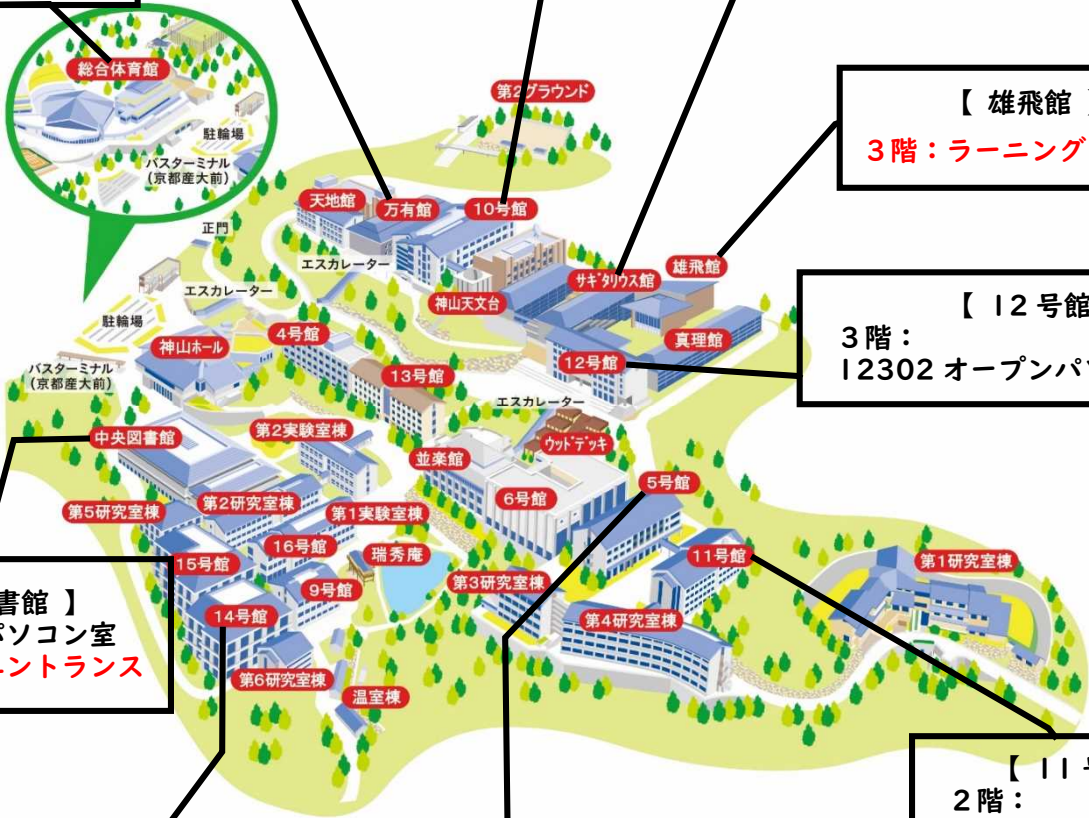 総合体育館
駐輪場
バスターミナル
(京都産大前)
第2グラウンド
【 雄飛館 】
3階:ラーニング
天地館
万有館
10号館
正門
エスカレーター
サギタリウス館
雄飛館
神山天文台
エスカレーター
【 12号館
3階:
12302 オープンパソ
駐輪場
神山ホール
4号館
真理館
12号館
13号館
バスターミナル
(京都産大前)
エスカレーター
中央図書館
第2実験室棟
並楽館
ウッドデッキ
6号館
5号館
第5研究室棟
第2研究室棟
第1実験室棟
16号館
瑞秀庵
15号館
11号館
第1研究室棟
9号館
第3研究室棟
書館 】
パソコン室
エントランス
14号館
第4研究室棟
第6研究室棟
温室棟
【 11号
2階: